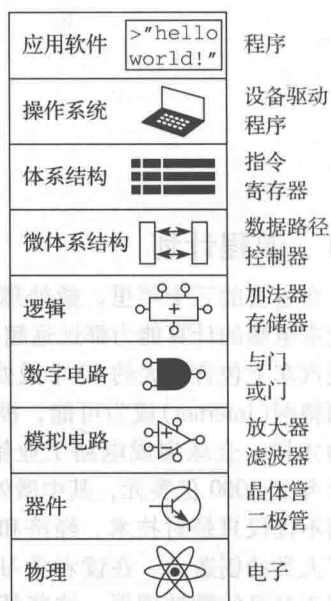 应用软件 >"hello 程序
world!"
操作系统 设备驱动
程序
体系结构 指令
寄存器
微体系结构 数据路径
控制器
逻辑 + 加法器
存储器
数字电路 与门
或门
模拟电路 放大器
滤波器
器件 晶体管
二极管
物理 电子